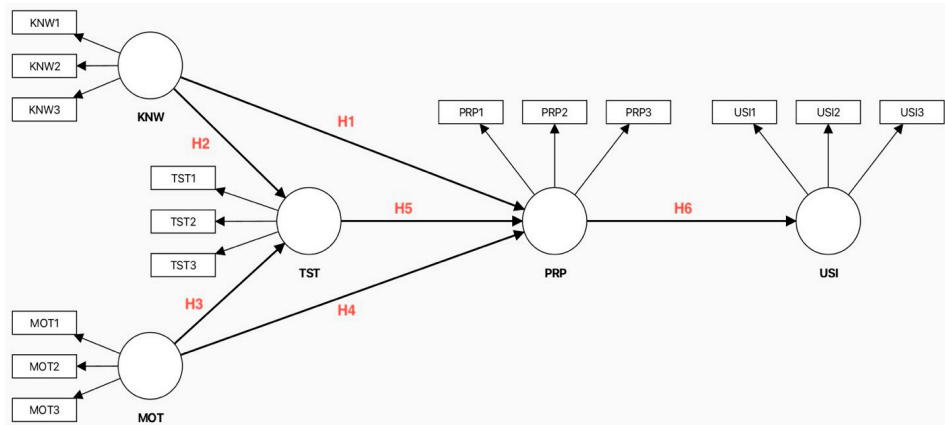 KNW1
KNW2
KNW3
KNW
H1
H2
PRP1
PRP2
PRP3
USI1
USI2
USI3
TST1
TST2
TST3
TST
H5
PRP
H6
USI
H3
H4
MOT1
MOT2
MOT3
MOT